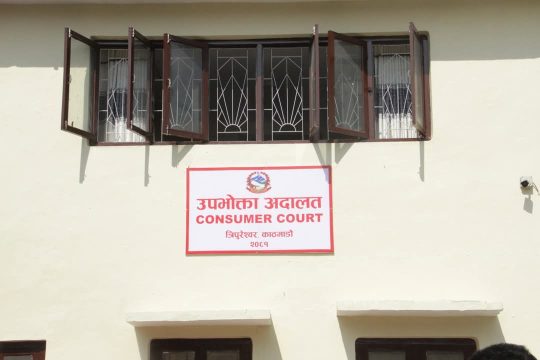 उपभोक्ता अदालत
CONSUMER COURT
त्रिपुरेश्वर, काठमाडौं
२०८१